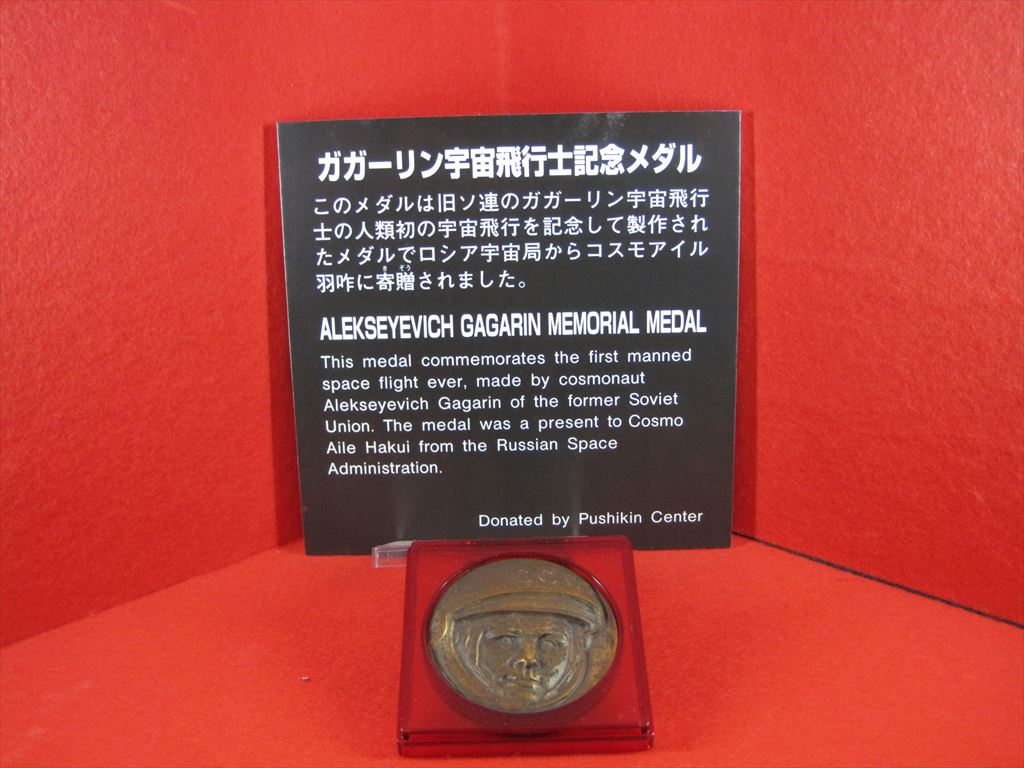 ガガーリン宇宙飛行士記念メダル
このメダルは旧ソ連のガガーリン宇宙飛行
士の人類初の宇宙飛行を記念して製作され
たメダルでロシア宇宙局からコスモアイル
羽咋に寄贈されました。
ALEKSEYEVICH GAGARIN MEMORIAL MEDAL
This medal commemorates the first manned
space flight ever, made by cosmonaut
Alekseyevich Gagarin of the former Soviet
Union. The medal was a present to Cosmo
Aile Hakui from the Russian Space
Administration.
Donated by Pushikin Center